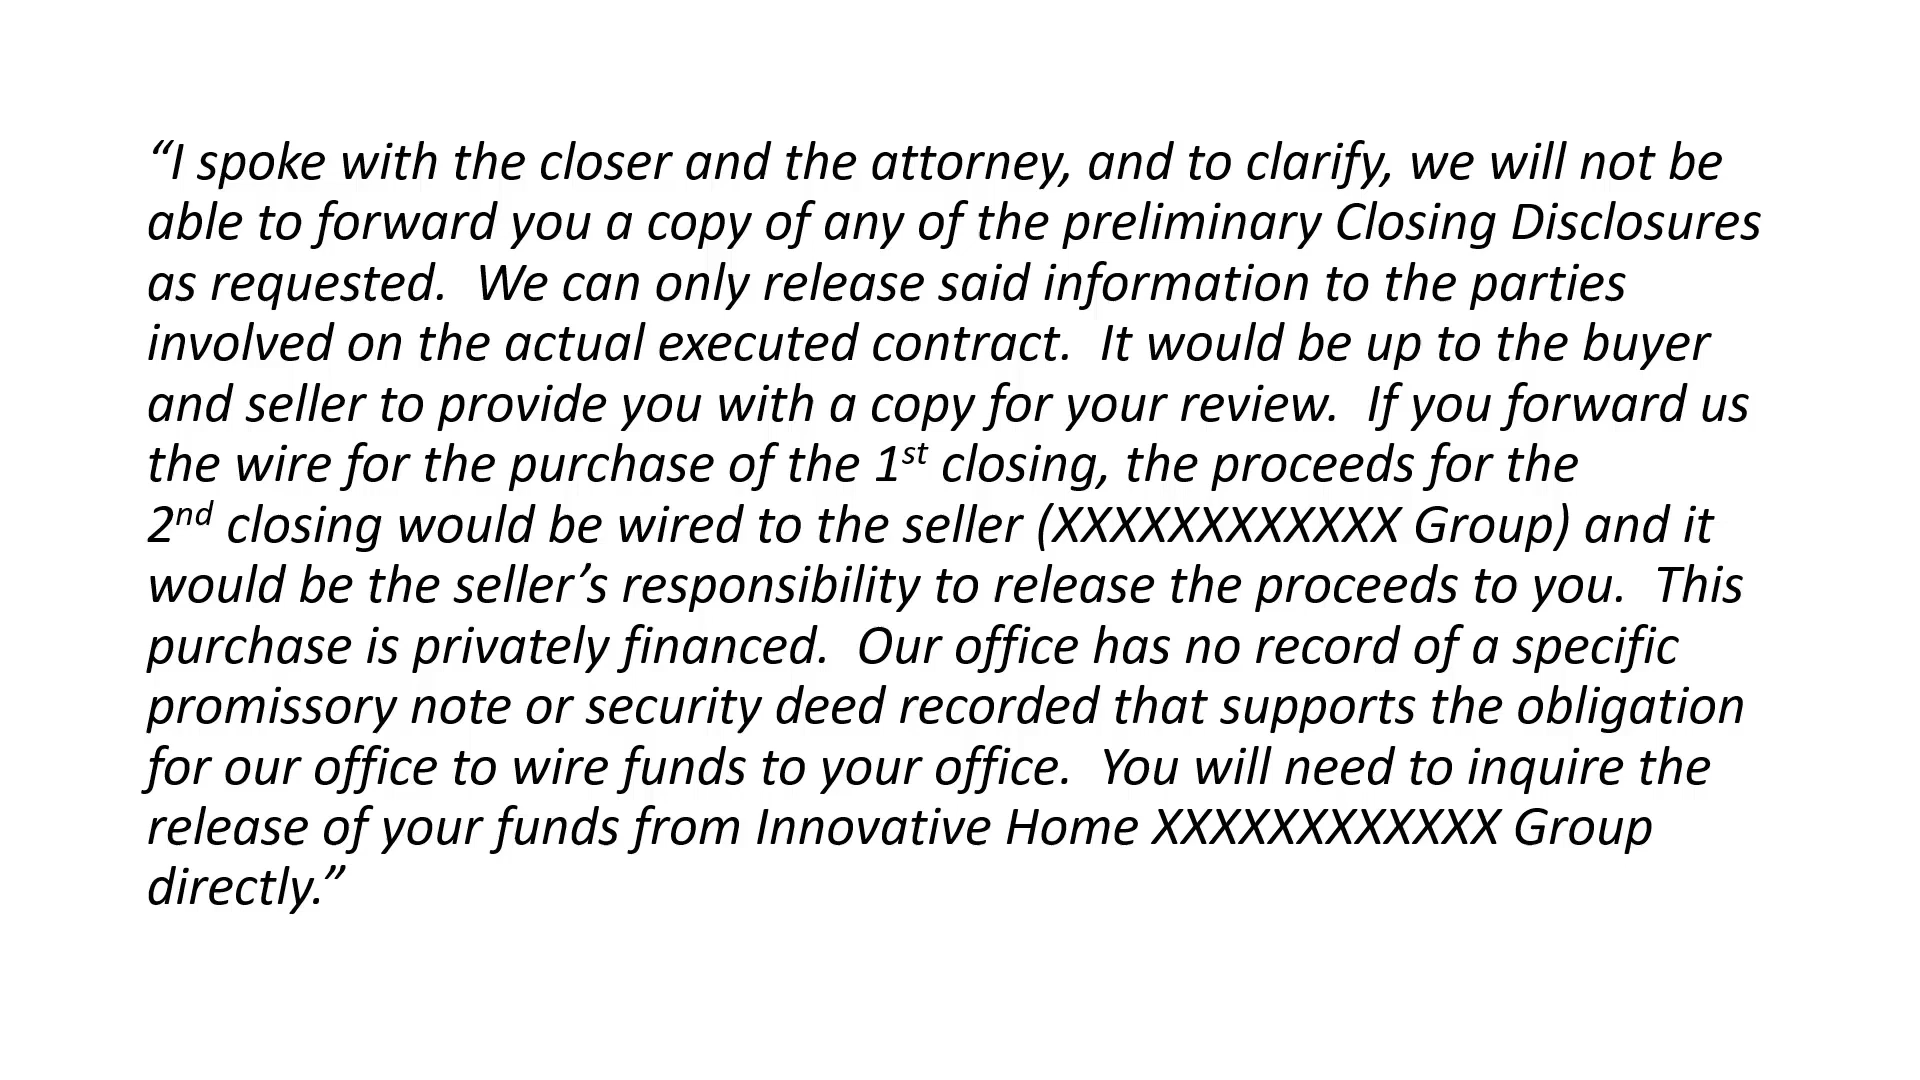 “I spoke with the closer and the attorney, and to clarify, we will not be
able to forward you a copy of any of the preliminary Closing Disclosures
as requested.  We can only release said information to the parties
involved on the actual executed contract.  It would be up to the buyer
and seller to provide you with a copy for your review.  If you forward us
the wire for the purchase of the 1st closing, the proceeds for the
2nd closing would be wired to the seller (XXXXXXXXXXXX Group) and it
would be the seller’s responsibility to release the proceeds to you.  This
purchase is privately financed.  Our office has no record of a specific
promissory note or security deed recorded that supports the obligation
for our office to wire funds to your office.  You will need to inquire the
release of your funds from Innovative Home XXXXXXXXXXXX Group
directly.”